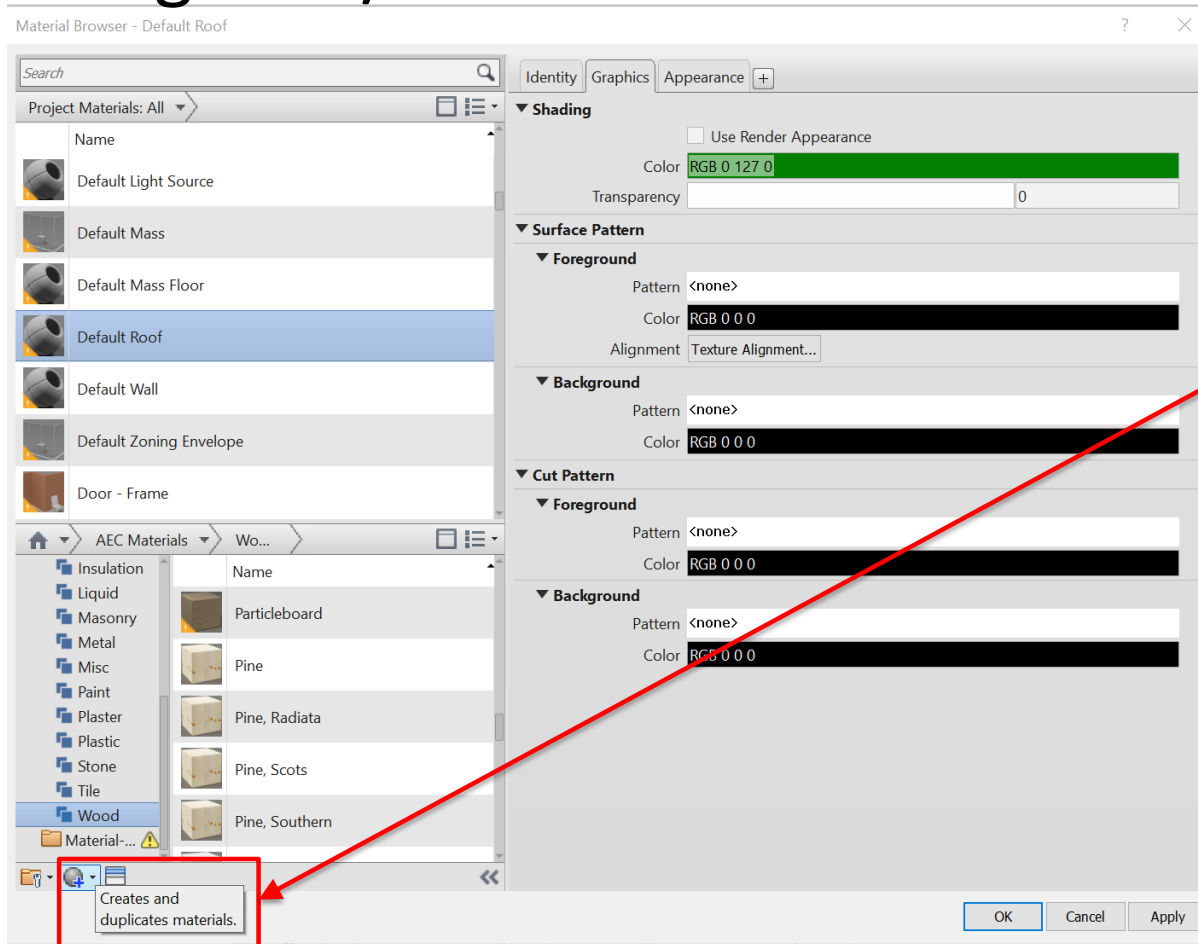 Material Browser - Default Roof
?
Search
Project Materials: All
Name
Default Light Source
Default Mass
Default Mass Floor
Default Roof
Default Wall
Default Zoning Envelope
Door - Frame
AEC Materials
Wo...
Insulation
Liquid
Masonry
Metal
Misc
Paint
Plaster
Plastic
Stone
Tile
Wood
Material-...
Name
Particleboard
Pine
Pine, Radiata
Pine, Scots
Pine, Southern
Creates and
duplicates materials.
Identity Graphics Appearance +
Shading
Use Render Appearance
Color RGB 0 127 0
Transparency 0
Surface Pattern
Foreground
Pattern <none>
Color RGB 0 0 0
Alignment Texture Alignment...
Background
Pattern <none>
Color RGB 0 0 0
Cut Pattern
Foreground
Pattern <none>
Color RGB 0 0 0
Background
Pattern <none>
Color RGB 0 0 0
OK Cancel Apply